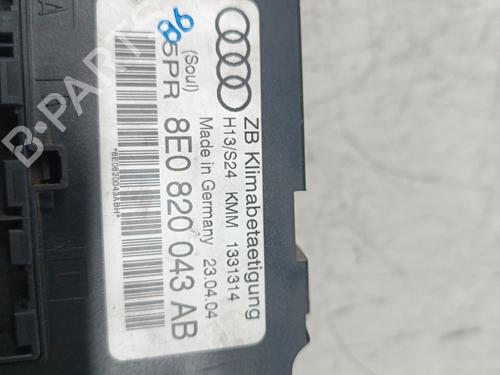 ZB Klimabetaetigung
H13/S24 KMM 1331314
Made in Germany 23.04.04
(Soul)
5PR 8E0 820 043 AB
*8E0820043ABH*
B-PARTS
A